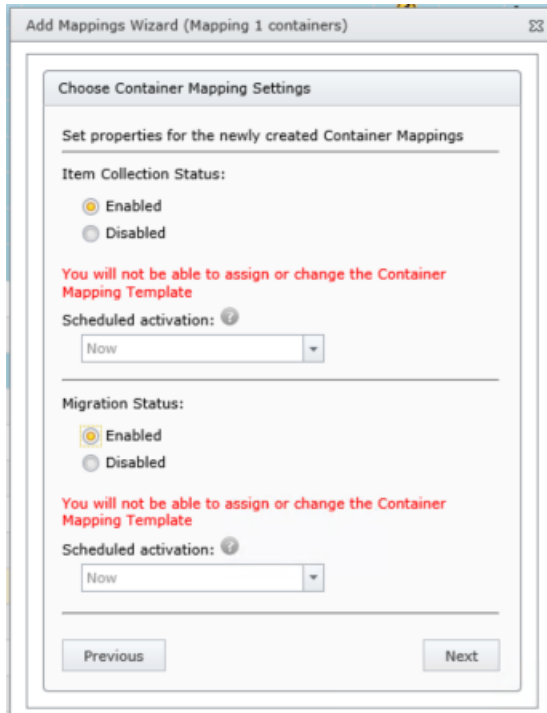 Add Mappings Wizard (Mapping 1 containers)
Choose Container Mapping Settings
Set properties for the newly created Container Mappings
Item Collection Status:
Enabled
Disabled
You will not be able to assign or change the Container
Mapping Template
Scheduled activation: ?
Now
Migration Status:
Enabled
Disabled
You will not be able to assign or change the Container
Mapping Template
Scheduled activation: ?
Now
Previous Next